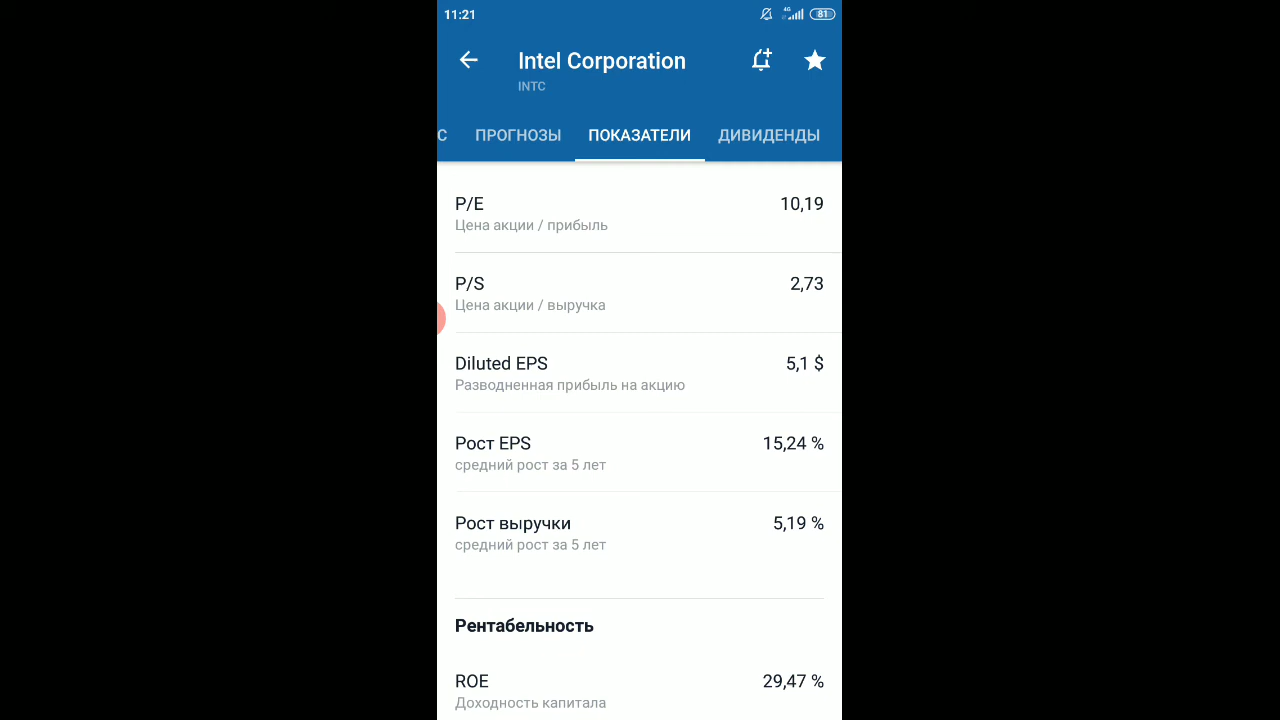 11:21
4G
81
Intel Corporation
INTC
С
ПРОГНОЗЫ
ПОКАЗАТЕЛИ
ДИВИДЕНДЫ
P/E
10,19
Цена акции / прибыль
P/S
2,73
Цена акции / выручка
Diluted EPS
5,1 $
Разводненная прибыль на акцию
Рост EPS
15,24 %
средний рост за 5 лет
Рост выручки
5,19 %
средний рост за 5 лет
Рентабельность
ROE
29,47 %
Доходность капитала